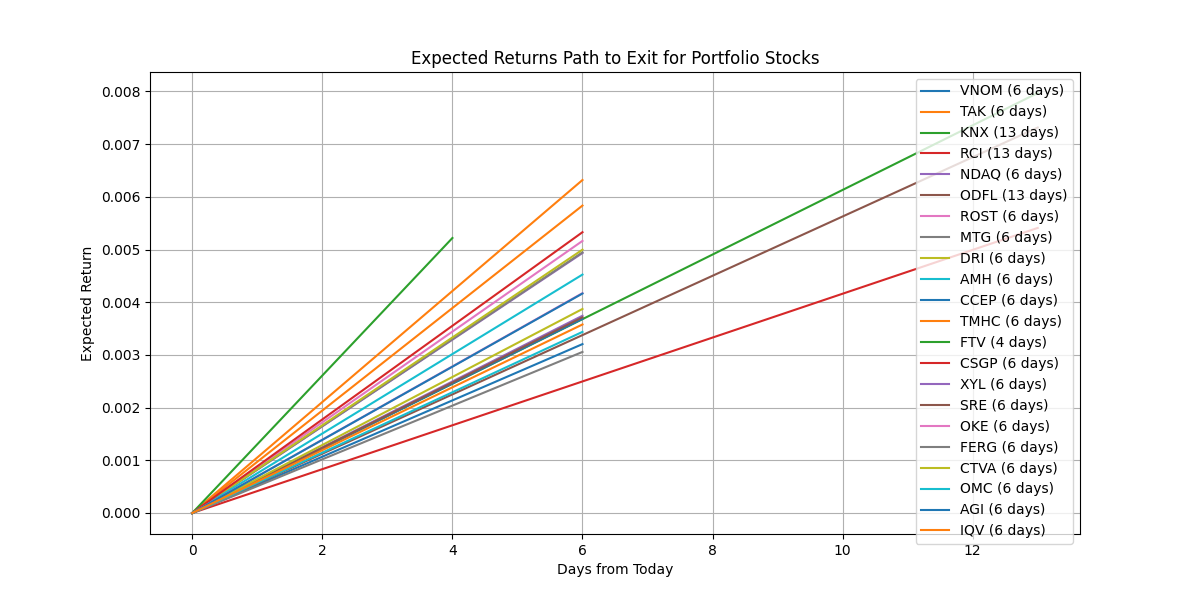 Expected Returns Path to Exit for Portfolio Stocks
Expected Return
0.008
0.007
0.006
0.005
0.004
0.003
0.002
0.001
0.000
0 2 4 6 8 10 12
Days from Today
VNOM (6 days)
TAK (6 days)
KNX (13 days)
RCI (13 days)
NDAQ (6 days)
ODFL (13 days)
ROST (6 days)
MTG (6 days)
DRI (6 days)
AMH (6 days)
CCEP (6 days)
TMHC (6 days)
FTV (4 days)
CSGP (6 days)
XYL (6 days)
SRE (6 days)
OKE (6 days)
FERG (6 days)
CTVA (6 days)
OMC (6 days)
AGI (6 days)
IQV (6 days)